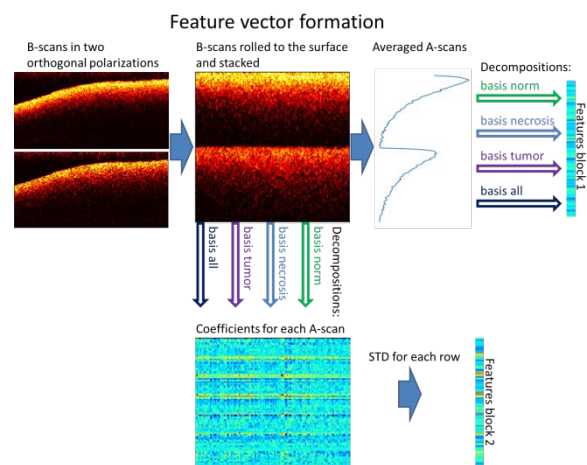 Feature vector formation
B-scans in two
orthogonal polarizations
B-scans rolled to the surface
and stacked
Averaged A-scans
Decompositions:
basis norm
basis necrosis
basis tumor
basis all
Features block 1
basis all
basis tumor
basis necrosis
basis norm
Decompositions:
Coefficients for each A-scan
STD for each row
Features block 2